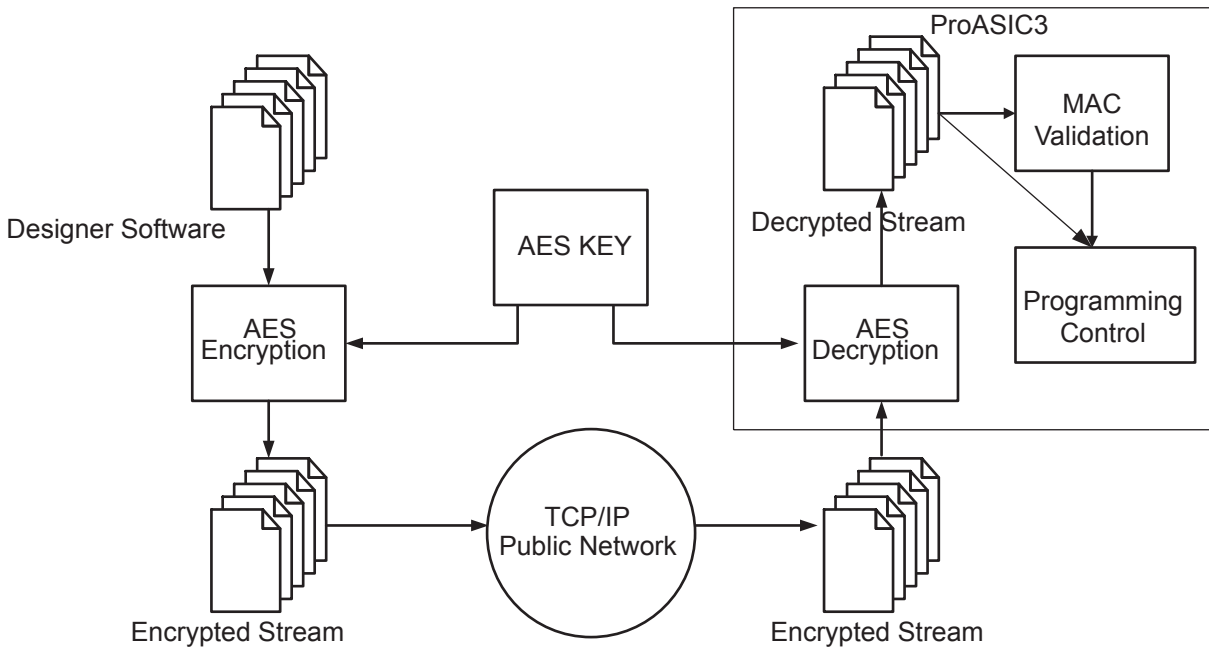 ProASIC3
MAC
Validation
Designer Software
AES KEY
Decrypted Stream
Programming
Control
AES
Encryption
AES
Decryption
TCP/IP
Public Network
Encrypted Stream
Encrypted Stream